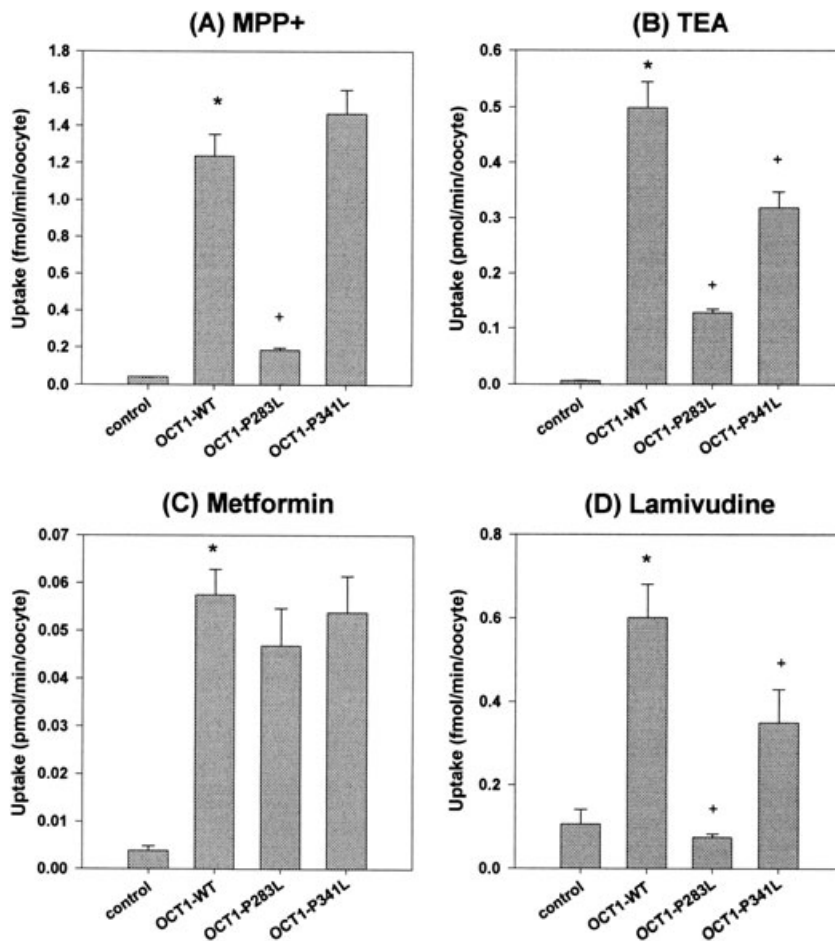 (A) MPP+
Uptake (fmol/min/oocyte)
1.8
1.6
1.4
1.2
1.0
0.8
0.6
0.4
0.2
0.0
*
+
control
OCT1-WT
OCT1-P283L
OCT1-P341L
(B) TEA
Uptake (pmol/min/oocyte)
0.6
0.5
0.4
0.3
0.2
0.1
0.0
*
+
+
control
OCT1-WT
OCT1-P283L
OCT1-P341L
(C) Metformin
Uptake (pmol/min/oocyte)
0.07
0.06
0.05
0.04
0.03
0.02
0.01
0.00
*
control
OCT1-WT
OCT1-P283L
OCT1-P341L
(D) Lamivudine
Uptake (fmol/min/oocyte)
0.8
0.6
0.4
0.2
0.0
*
+
+
control
OCT1-WT
OCT1-P283L
OCT1-P341L